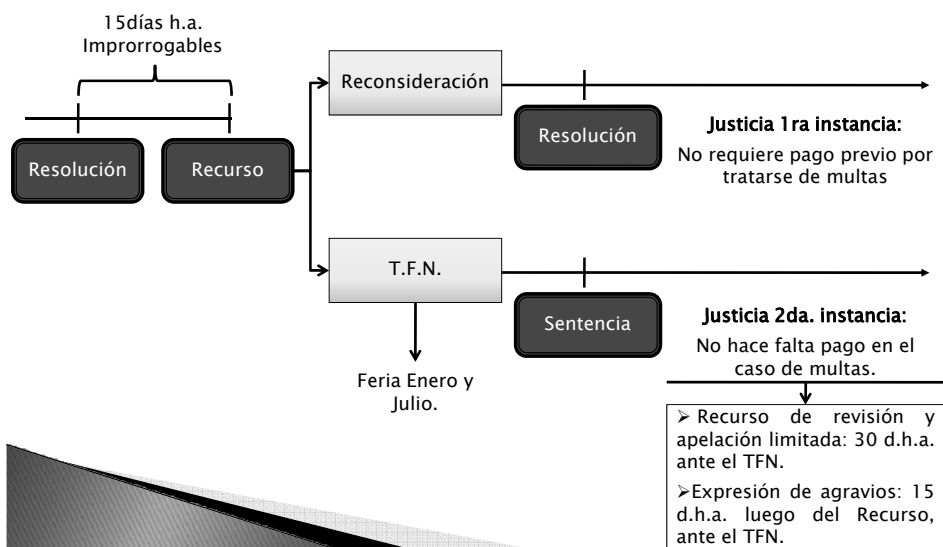 15días h.a.
Improrrogables
Resolución
Recurso
Reconsideración
Resolución
Justicia 1ra instancia:
No requiere pago previo por
tratarse de multas
T.F.N.
Sentencia
Feria Enero y
Julio.
Justicia 2da. instancia:
No hace falta pago en el
caso de multas.
➢ Recurso de revisión y
apelación limitada: 30 d.h.a.
ante el TFN.
➢Expresión de agravios: 15
d.h.a. luego del Recurso,
ante el TFN.